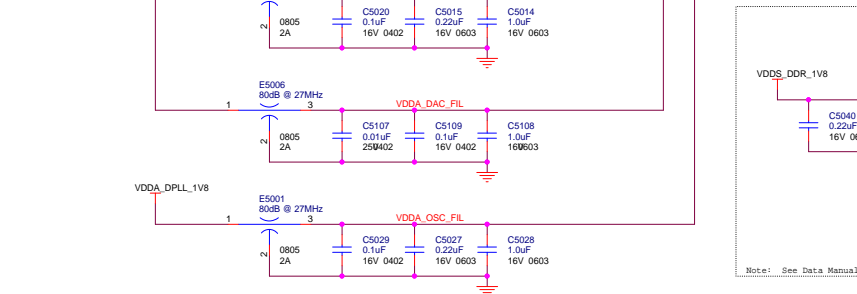 C5020
0.1uF
16V 0402
C5015
0.22uF
16V 0603
C5014
1.0uF
16V 0603
2
0805
2A
E5006
80dB @ 27MHz
1
3
VDDA_DAC_FIL
C5107
0.01uF
25V0402
C5109
0.1uF
16V 0402
C5108
1.0uF
16V0603
2
0805
2A
VDDA_DPLL_1V8
E5001
80dB @ 27MHz
1
3
VDDA_OSC_FIL
C5029
0.1uF
16V 0402
C5027
0.22uF
16V 0603
C5028
1.0uF
16V 0603
2
0805
2A
VDDS_DDR_1V8
C5040
0.22uF
16V
Note: See Data Manual